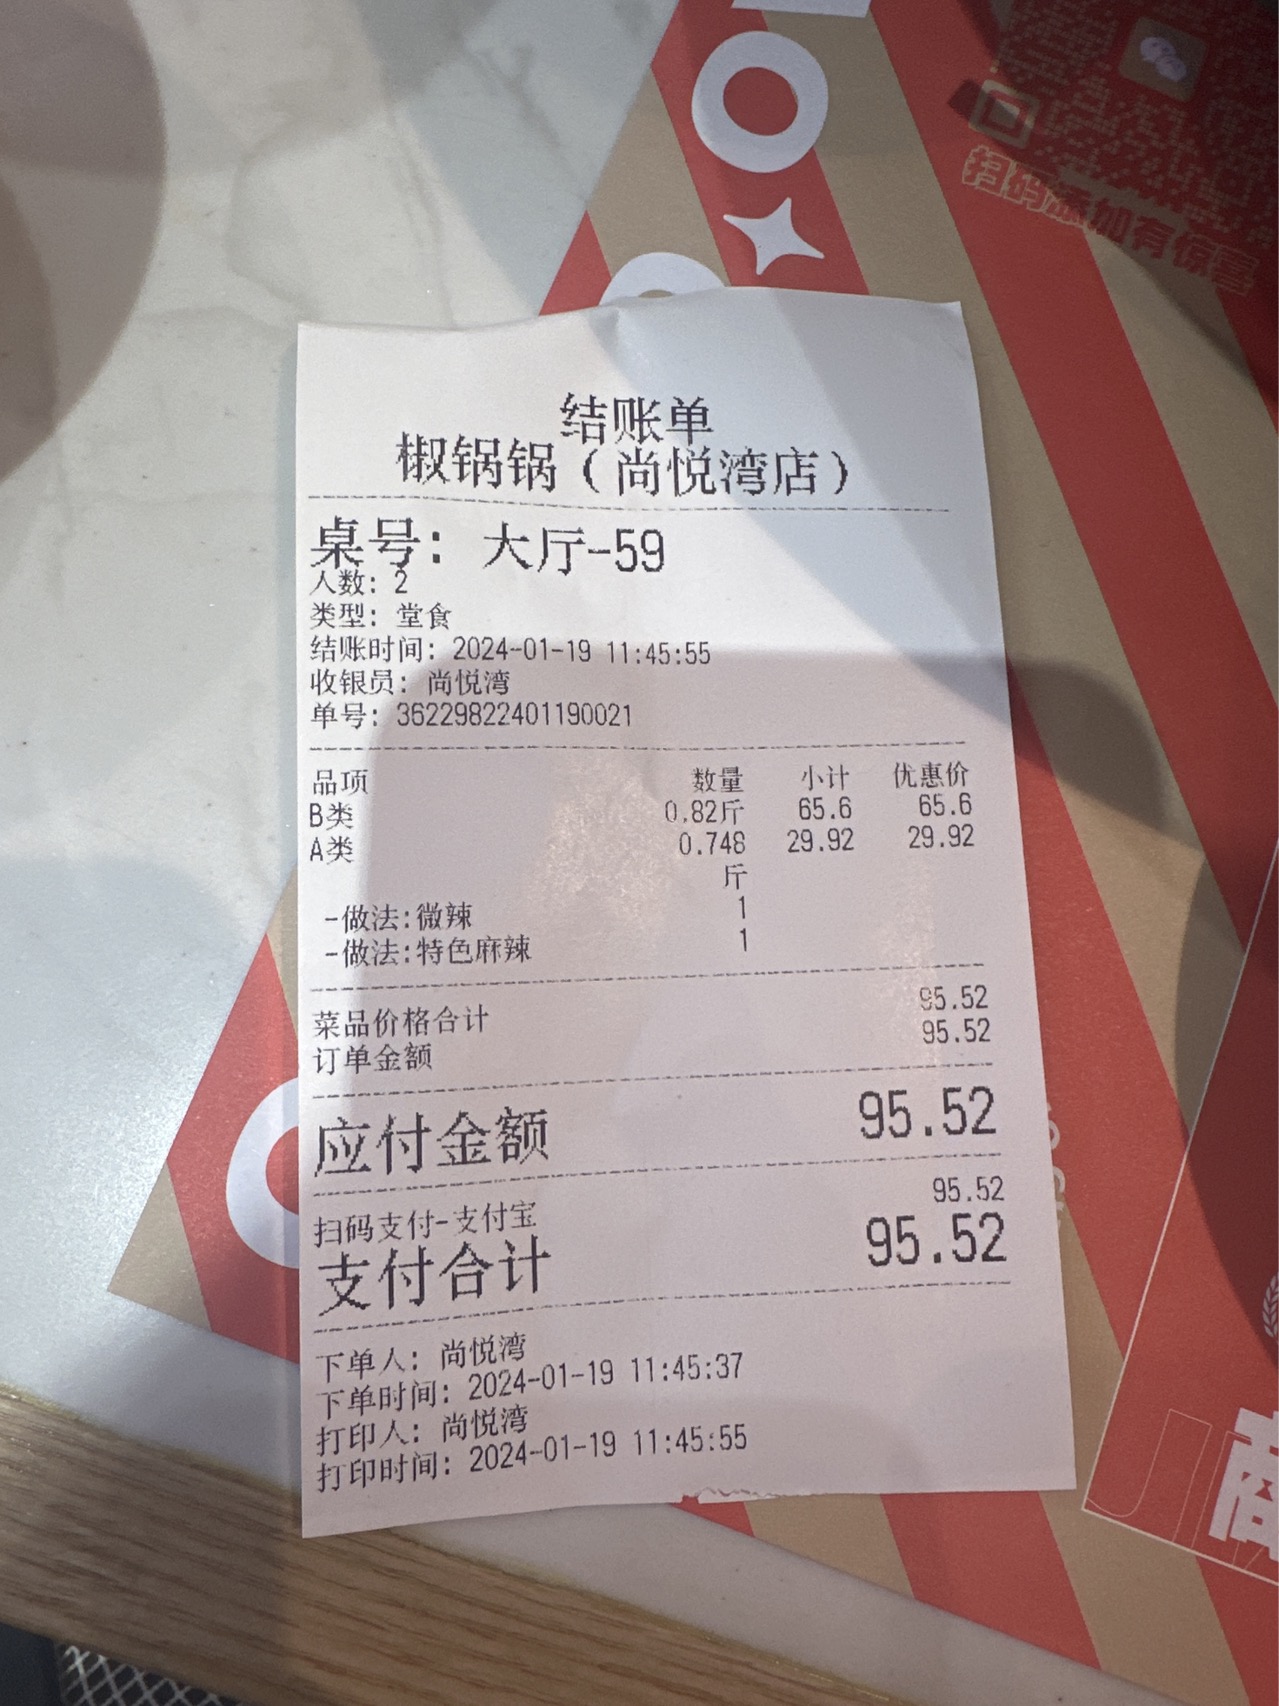 扫码添加有惊喜
结账单
椒锅锅（尚悦湾店）
桌号: 大厅-59
人数: 2
类型: 堂食
结账时间: 2024-01-19 11:45:55
收银员: 尚悦湾
单号: 36229822401190021
品项 数量 小计 优惠价
B类 0.82斤 65.6 65.6
A类 0.748 29.92 29.92
斤
-做法:微辣 1
-做法:特色麻辣 1
菜品价格合计 95.52
订单金额 95.52
应付金额 95.52
扫码支付-支付宝 95.52
支付合计 95.52
下单人: 尚悦湾
下单时间: 2024-01-19 11:45:37
打印人: 尚悦湾
打印时间: 2024-01-19 11:45:55